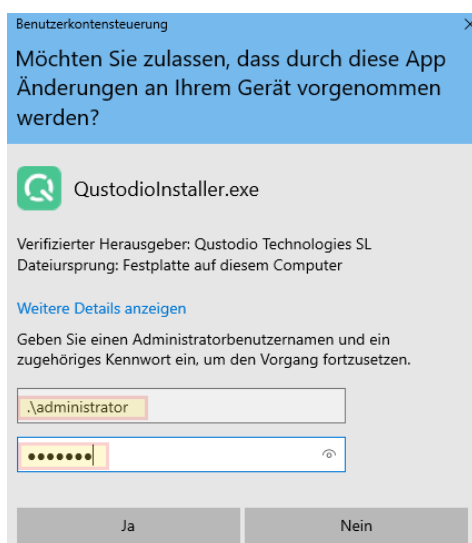 Benutzerkontensteuerung
Möchten Sie zulassen, dass durch diese App
Änderungen an Ihrem Gerät vorgenommen
werden?
QustodioInstaller.exe
Verifizierter Herausgeber: Qustodio Technologies SL
Dateiursprung: Festplatte auf diesem Computer
Weitere Details anzeigen
Geben Sie einen Administratorbenutzernamen und ein
zugehöriges Kennwort ein, um den Vorgang fortzusetzen.
.\administrator
●●●●●●●
Ja
Nein